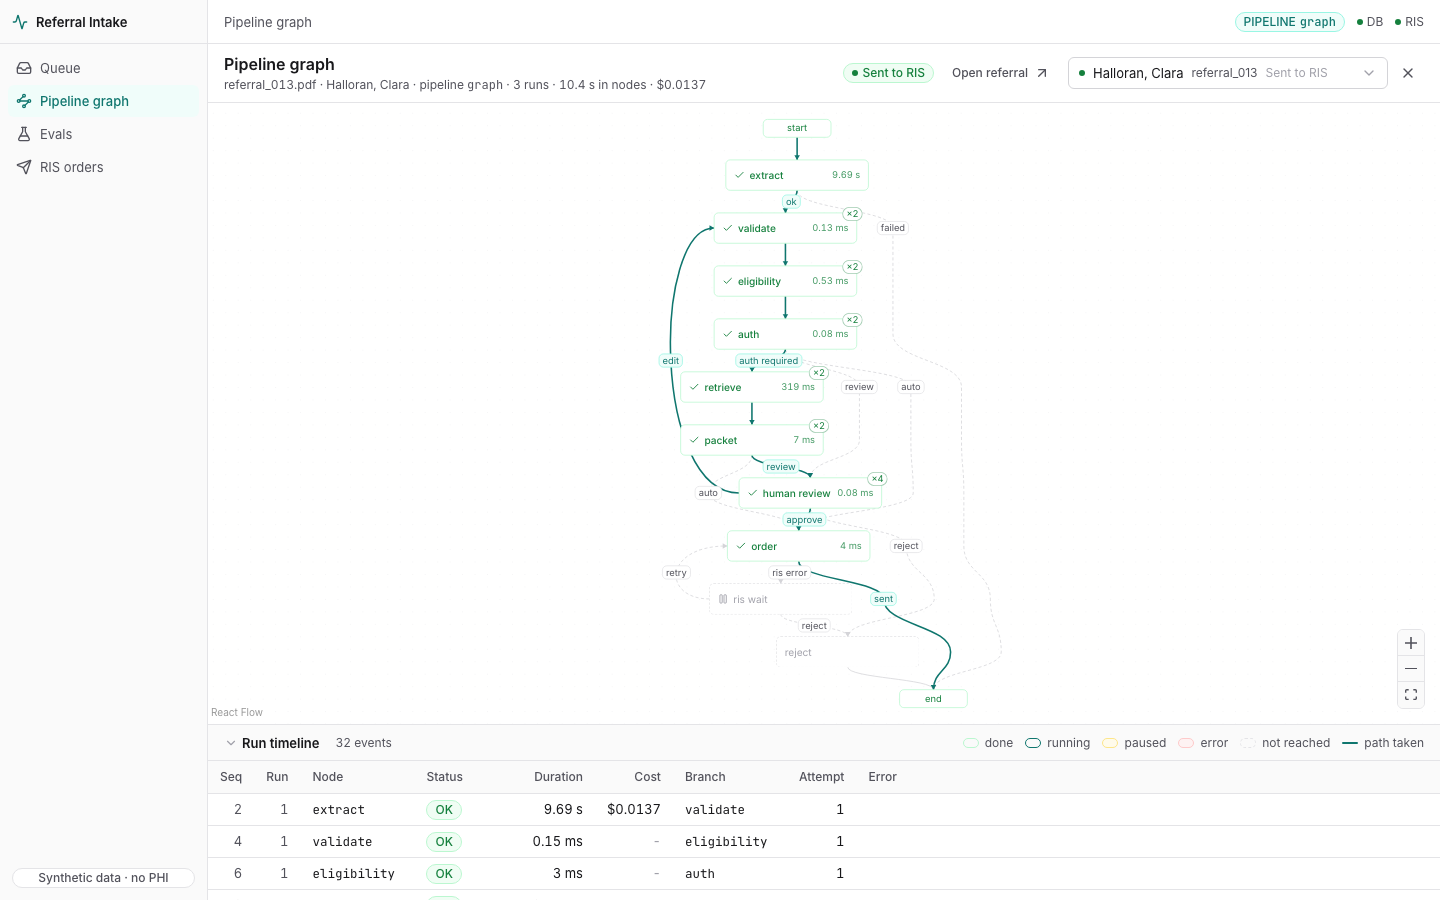 Referral Intake
Pipeline graph
PIPELINE graph
DB
RIS
Queue
Pipeline graph
Evals
RIS orders
Synthetic data · no PHI
Pipeline graph
referral_013.pdf · Halloran, Clara · pipeline graph · 3 runs · 10.4 s in nodes · $0.0137
Sent to RIS
Open referral
Halloran, Clara referral_013 Sent to RIS
start
extract 9.69 s
ok
×2
validate 0.13 ms
failed
×2
eligibility 0.53 ms
×2
auth 0.08 ms
edit
auth required
×2
retrieve 319 ms
review
auto
×2
packet 7 ms
review
×4
auto
human review 0.08 ms
approve
order 4 ms
reject
retry
ris error
ris wait
sent
reject
reject
end
React Flow
Run timeline 32 events
done running paused error not reached path taken
Seq Run Node Status Duration Cost Branch Attempt Error
2 1 extract OK 9.69 s $0.0137 validate 1
4 1 validate OK 0.15 ms - eligibility 1
6 1 eligibility OK 3 ms - auth 1